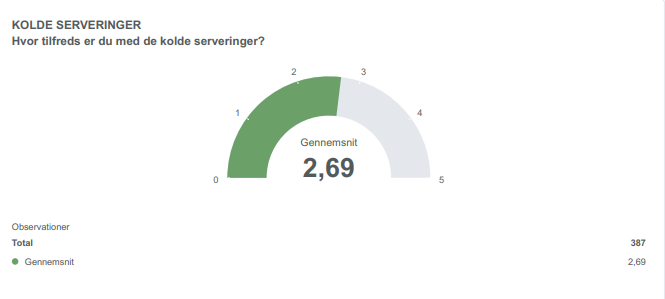 KOLDE SERVERINGER
Hvor tilfreds er du med de kolde serveringer?
2 3
1 4
Gennemsnit
2,69
0 5
Observationer
Total 387
Gennemsnit 2,69